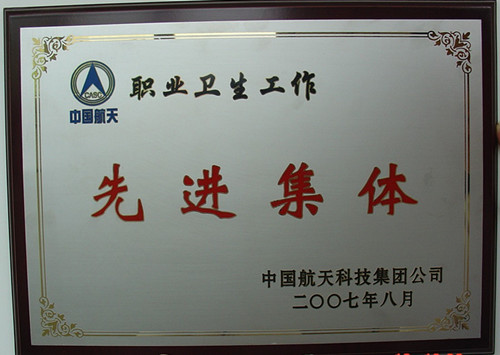 职业卫生工作
CASC
中国航天
先进集体
中国航天科技集团公司
二〇〇七年八月